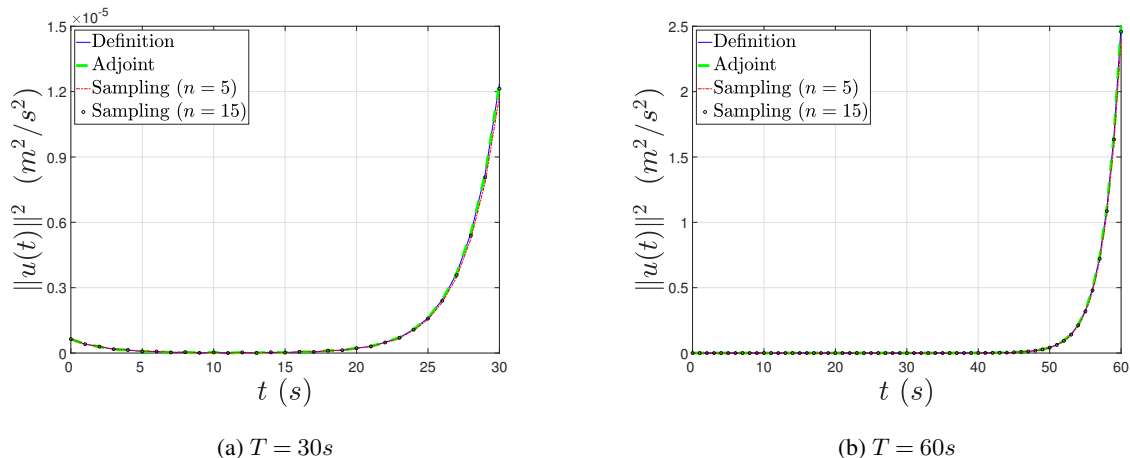 ×10^-5
1.5
1.2
0.9
0.6
0.3
0
||u(t)||^2 (m^2/s^2)
Definition
Adjoint
Sampling (n = 5)
Sampling (n = 15)
0 5 10 15 20 25 30
t (s)
(a) T = 30s
2.5
2
1.5
1
0.5
0
||u(t)||^2 (m^2/s^2)
Definition
Adjoint
Sampling (n = 5)
Sampling (n = 15)
0 10 20 30 40 50 60
t (s)
(b) T = 60s